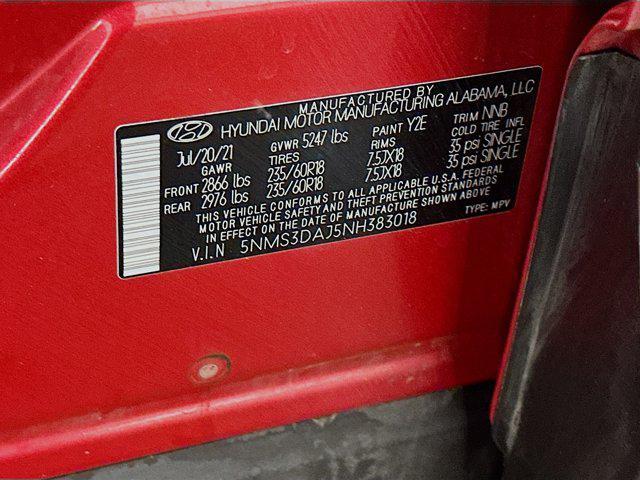 MANUFACTURED BY
HYUNDAI MOTOR MANUFACTURING ALABAMA, LLC
Jul/20/21 GVWR 5247 lbs PAINT Y2E TRIM NNB
GAWR TIRES RIMS COLD TIRE INFL
FRONT 2866 lbs 235/60R18 7.5JX18 35 psi SINGLE
REAR 2976 lbs 235/60R18 7.5JX18 35 psi SINGLE
THIS VEHICLE CONFORMS TO ALL APPLICABLE U.S.A. FEDERAL
MOTOR VEHICLE SAFETY AND THEFT PREVENTION STANDARDS
IN EFFECT ON THE DATE OF MANUFACTURE SHOWN ABOVE
V.I.N 5NMS3DAJ5NH383018 TYPE: MPV